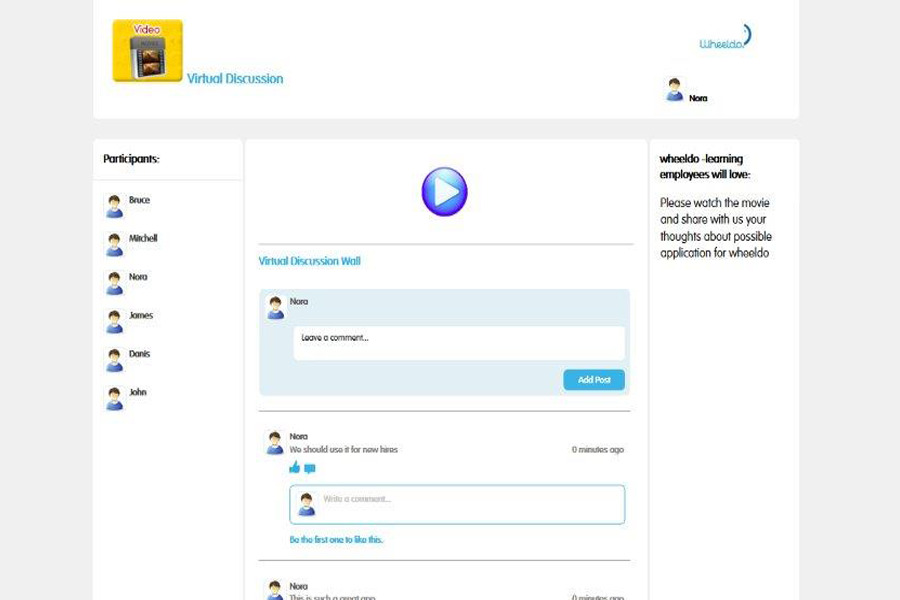 Video
Virtual Discussion
Wheeldo
Nora
Participants:
Bruce
Mitchell
Nora
James
Danis
John
Virtual Discussion Wall
Nora
Leave a comment...
Add Post
Nora
We should use it for new hires
0 minutes ago
Write a comment...
Be the first one to like this.
Nora
This is such a great app
0 minutes ago
wheeldo -learning
employees will love:
Please watch the movie
and share with us your
thoughts about possible
application for wheeldo